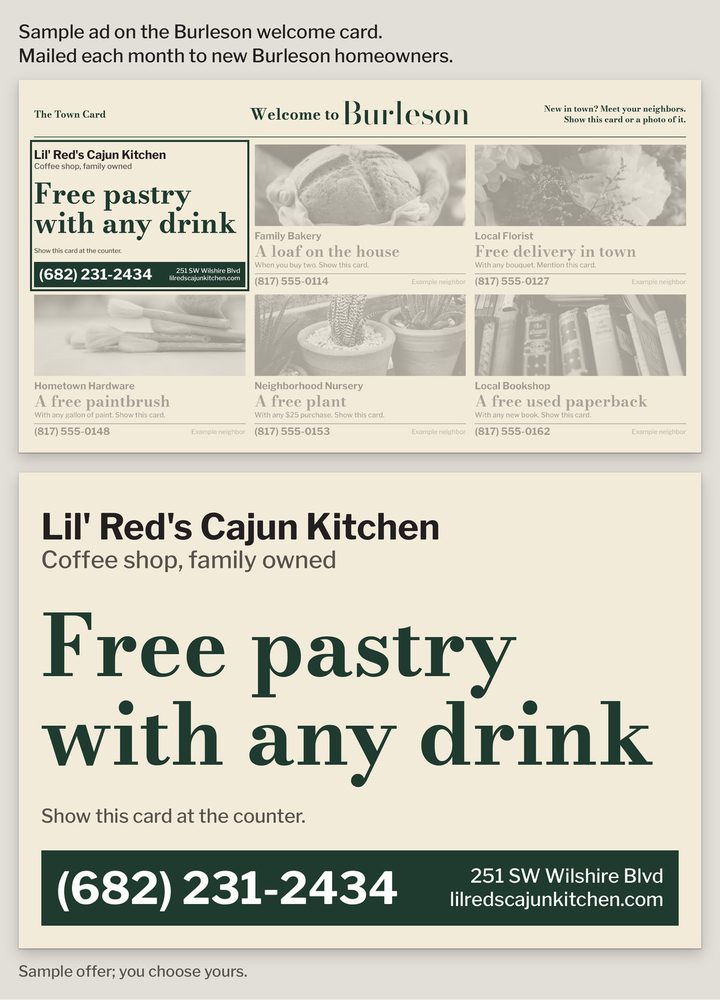 Sample ad on the Burleson welcome card.
Mailed each month to new Burleson homeowners.
The Town Card
Welcome to Burleson
New in town? Meet your neighbors.
Show this card or a photo of it.
Lil' Red's Cajun Kitchen
Coffee shop, family owned
Free pastry
with any drink
Show this card at the counter.
(682) 231-2434
251 SW Wilshire Blvd
lilredscajunkitchen.com
Family Bakery
A loaf on the house
When you buy two. Show this card.
(817) 555-0114
Example neighbor
Local Florist
Free delivery in town
With any bouquet. Mention this card.
(817) 555-0127
Example neighbor
Hometown Hardware
A free paintbrush
With any gallon of paint. Show this card.
(817) 555-0148
Example neighbor
Neighborhood Nursery
A free plant
With any $25 purchase. Show this card.
(817) 555-0153
Example neighbor
Local Bookshop
A free used paperback
With any new book. Show this card.
(817) 555-0162
Example neighbor
Lil' Red's Cajun Kitchen
Coffee shop, family owned
Free pastry
with any drink
Show this card at the counter.
(682) 231-2434
251 SW Wilshire Blvd
lilredscajunkitchen.com
Sample offer; you choose yours.